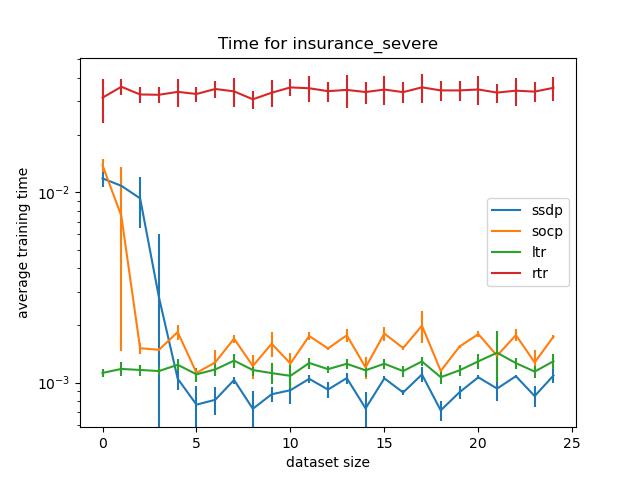 Time for insurance_severe
average training time
10⁻²
10⁻³
ssdp
socp
ltr
rtr
0 5 10 15 20 25
dataset size